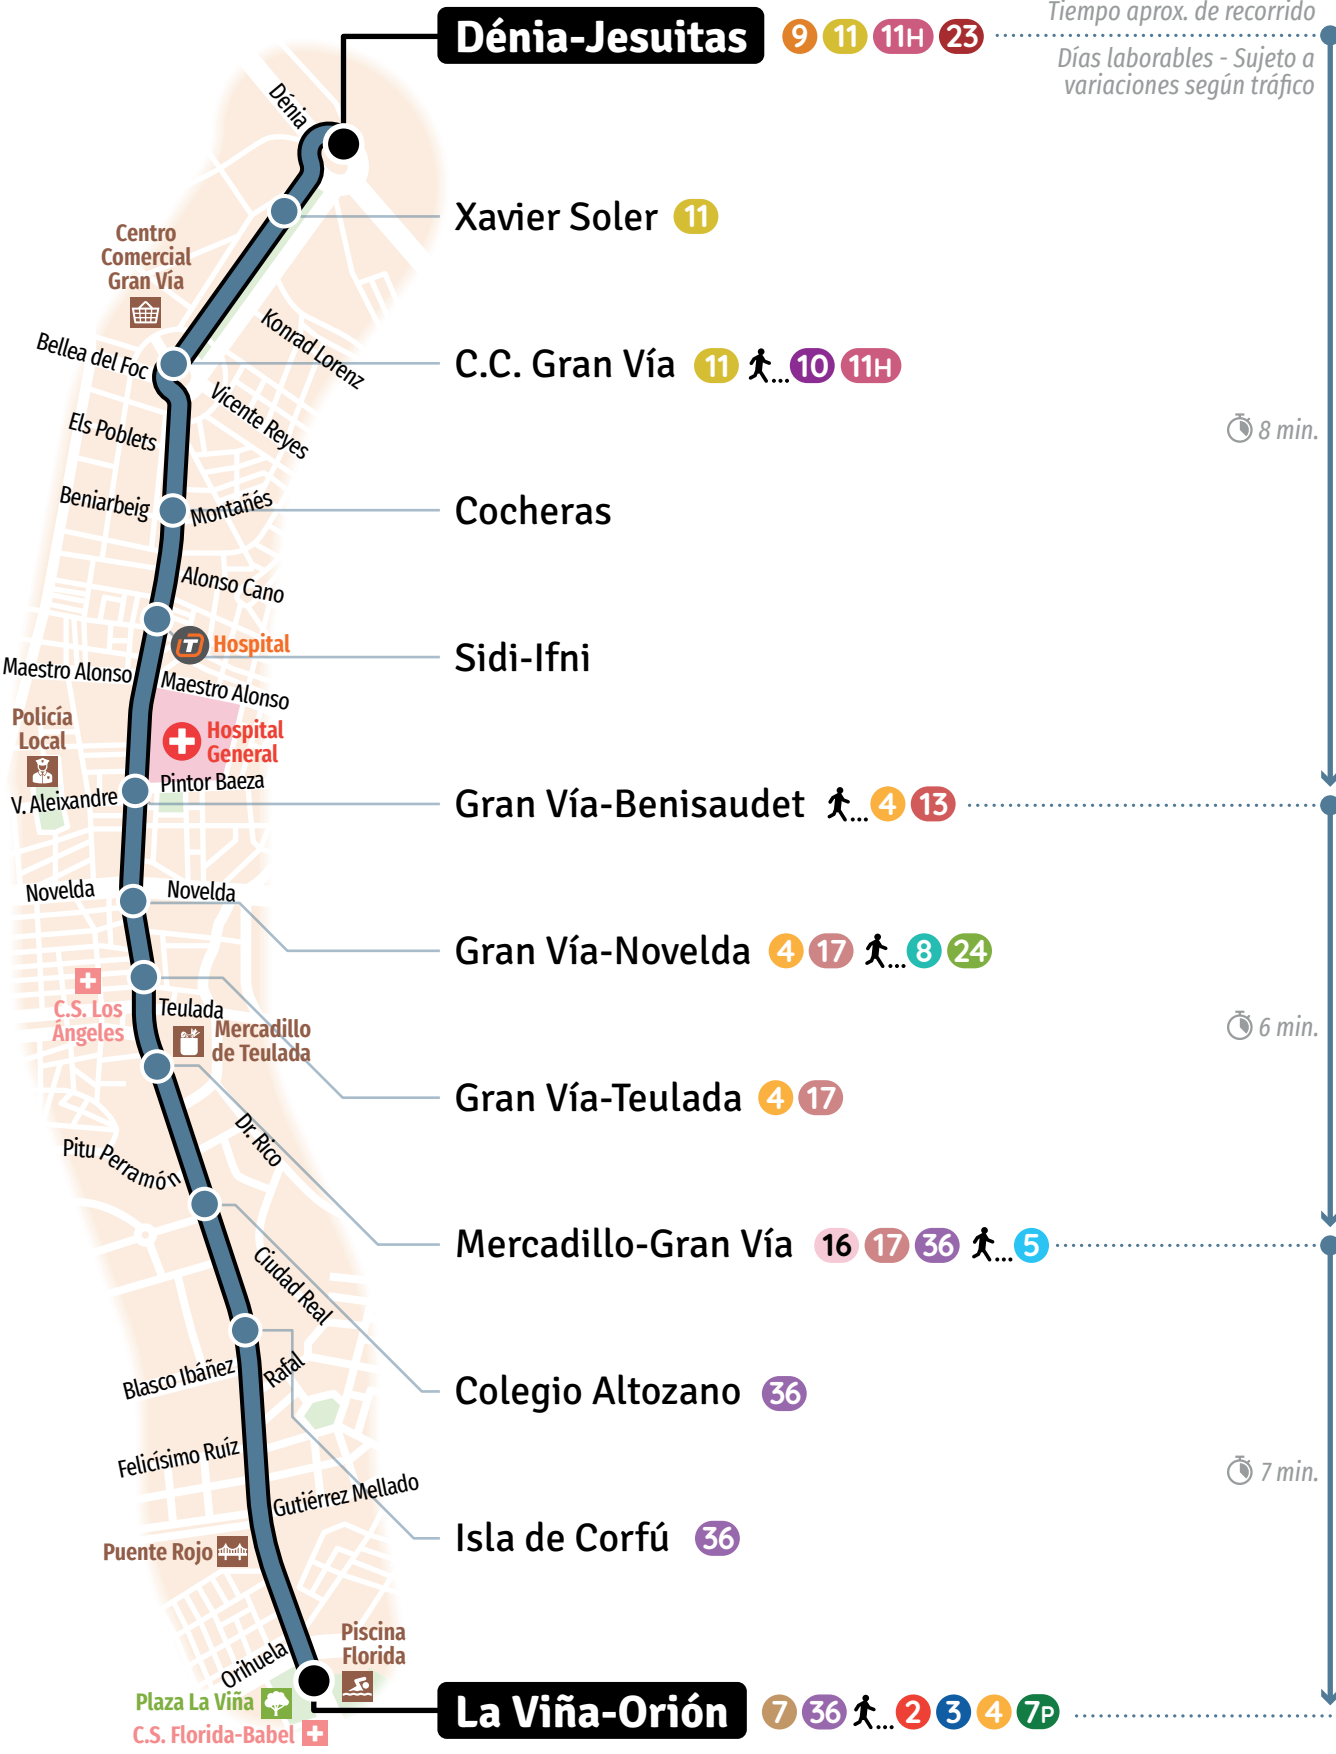 Dénia-Jesuitas 9 11 11H 23
Tiempo aprox. de recorrido
Días laborables - Sujeto a
variaciones según tráfico
Dénia
Xavier Soler 11
Centro
Comercial
Gran Vía
Konrad Lorenz
Bellea del Foc
C.C. Gran Vía 11 ... 10 11H
Vicente Reyes
Els Poblets
8 min.
Beniarbeig
Montañés
Cocheras
Alonso Cano
T Hospital
Sidi-Ifni
Maestro Alonso
Maestro Alonso
Policía
Local
Hospital
General
Pintor Baeza
V. Aleixandre
Gran Vía-Benisaudet ... 4 13
Novelda
Novelda
Gran Vía-Novelda 4 17 ... 8 24
C.S. Los
Ángeles
Teulada
Mercadillo
de Teulada
6 min.
Gran Vía-Teulada 4 17
Dr. Rico
Pitu Perramón
Mercadillo-Gran Vía 16 17 36 ... 5
Ciudad Real
Blasco Ibáñez
Rafal
Colegio Altozano 36
Felicísimo Ruíz
7 min.
Gutiérrez Mellado
Isla de Corfú 36
Puente Rojo
Piscina
Florida
Orihuela
Plaza La Viña
C.S. Florida-Babel
La Viña-Orión 7 36 ... 2 3 4 7P